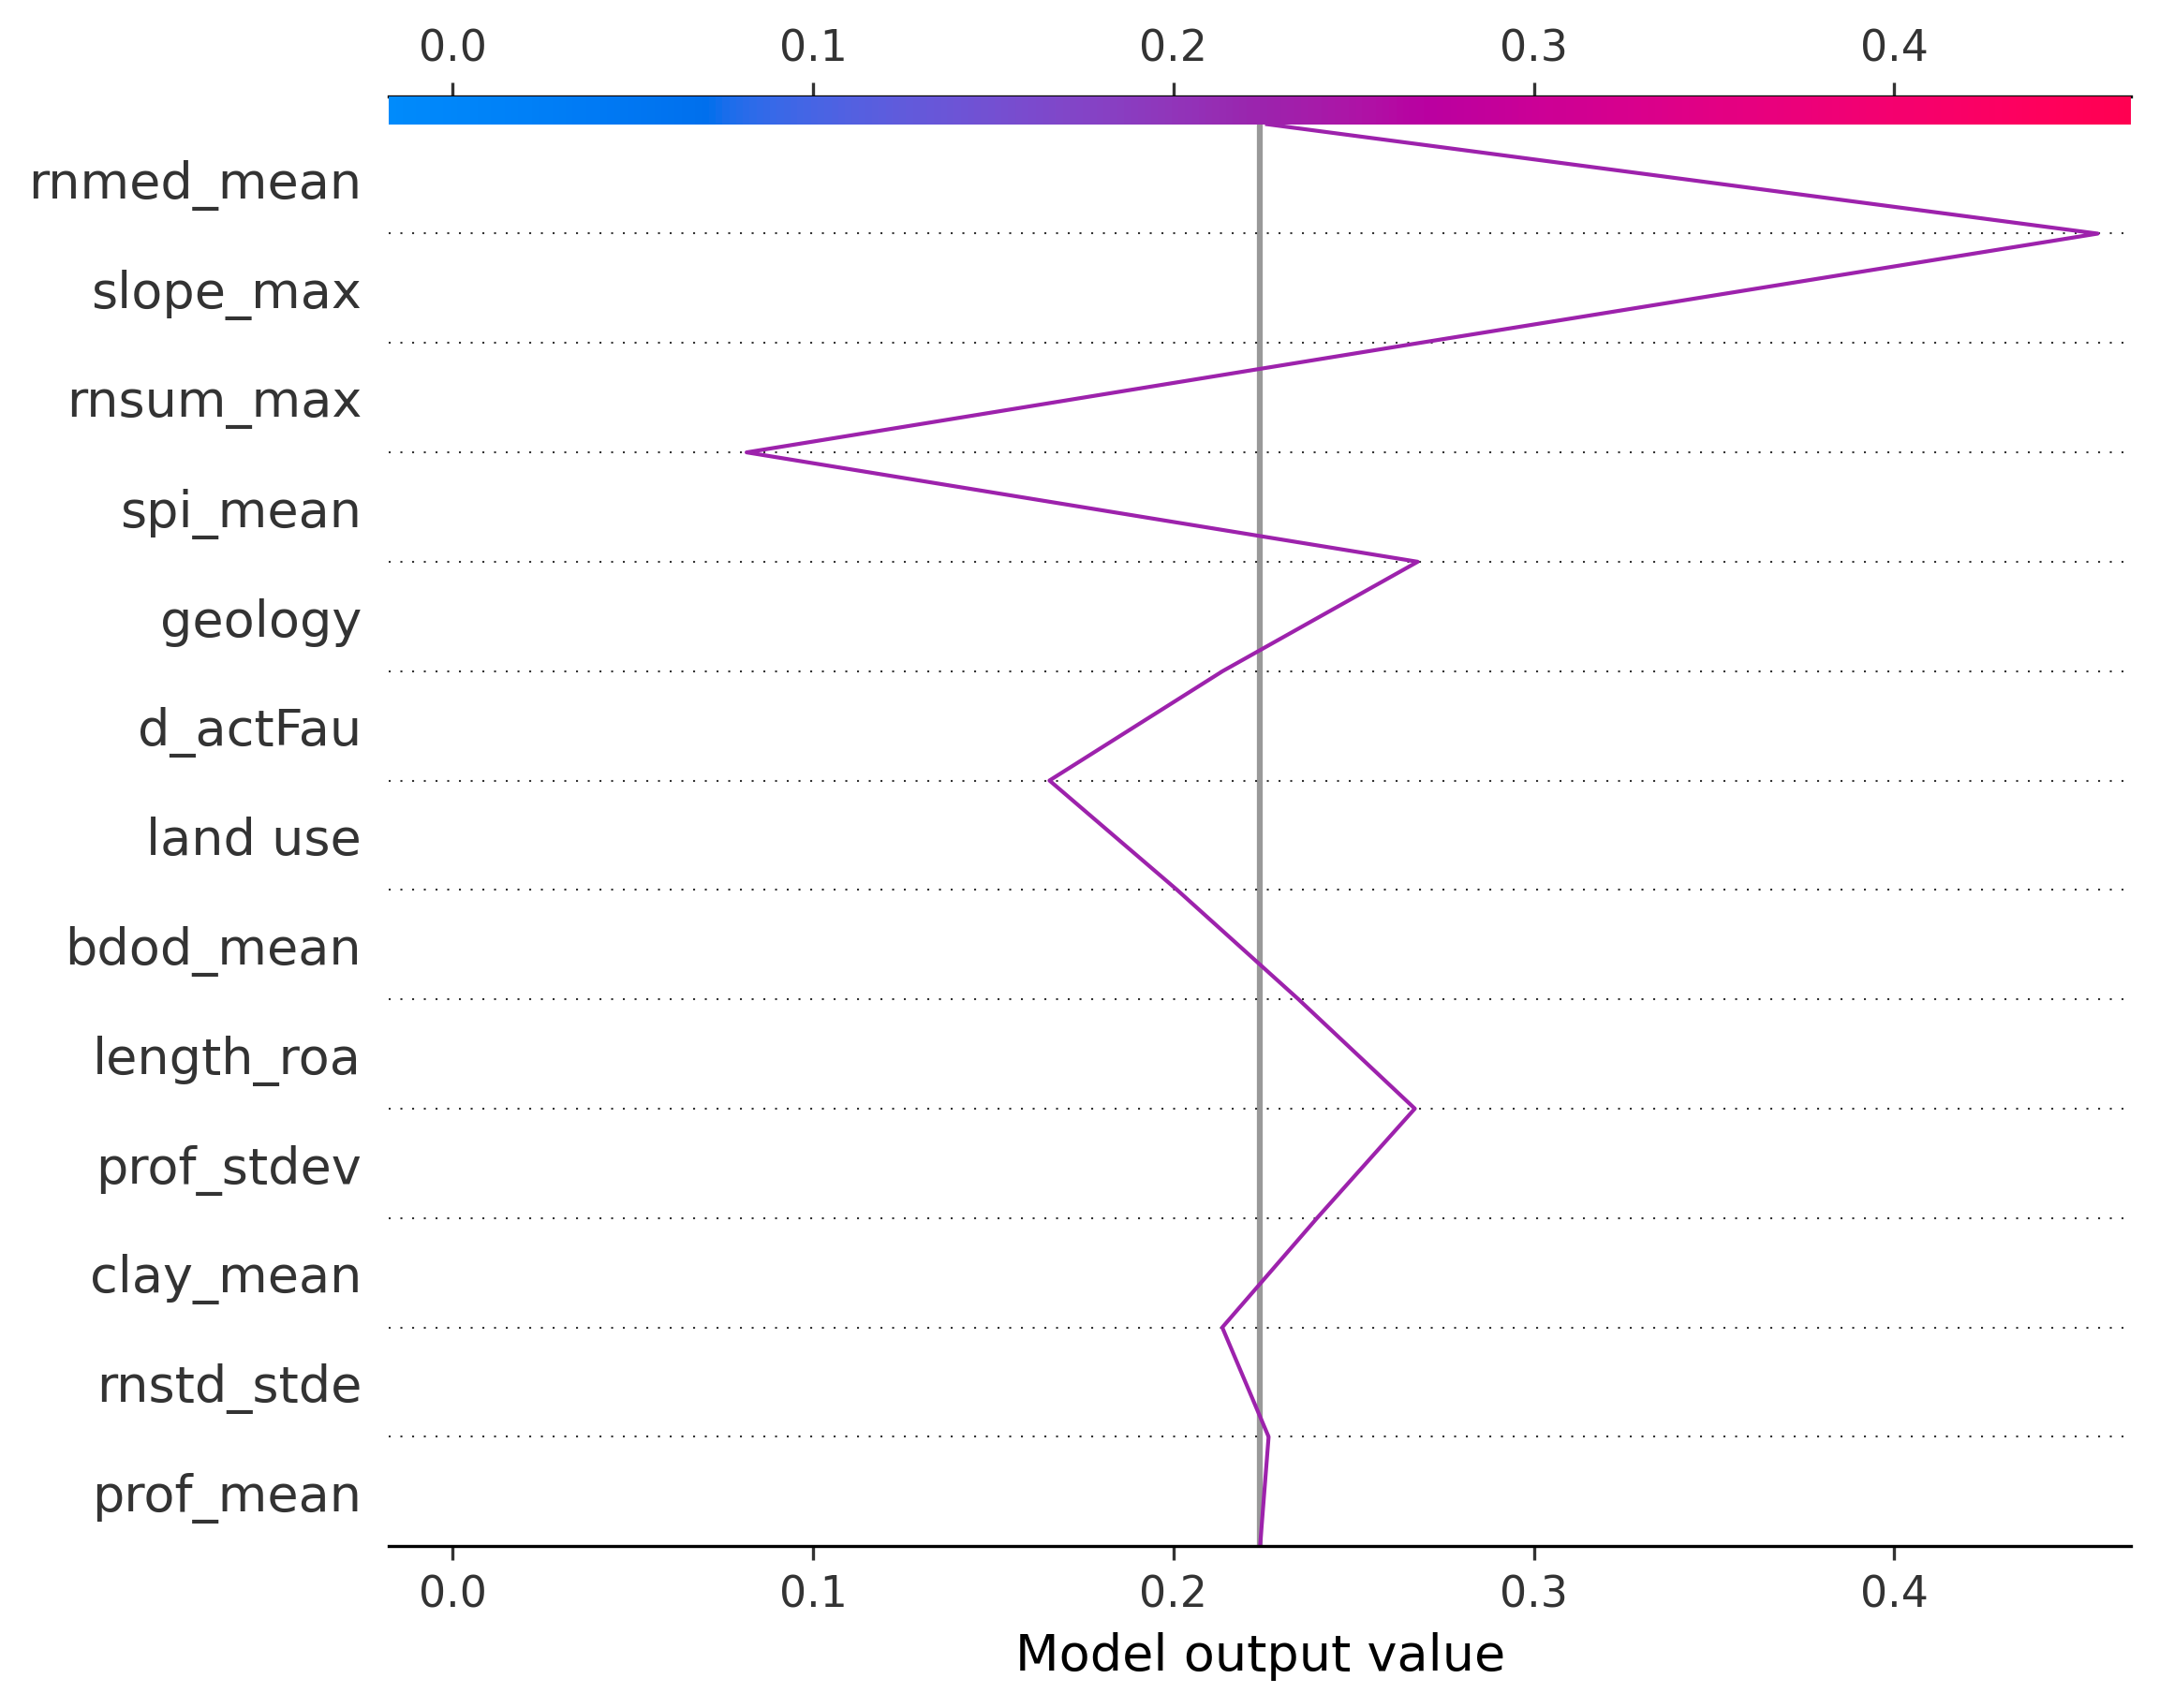 0.0 0.1 0.2 0.3 0.4
rnmed_mean
slope_max
rnsum_max
spi_mean
geology
d_actFau
land use
bdod_mean
length_roa
prof_stdev
clay_mean
rnstd_stde
prof_mean
0.0 0.1 0.2 0.3 0.4
Model output value